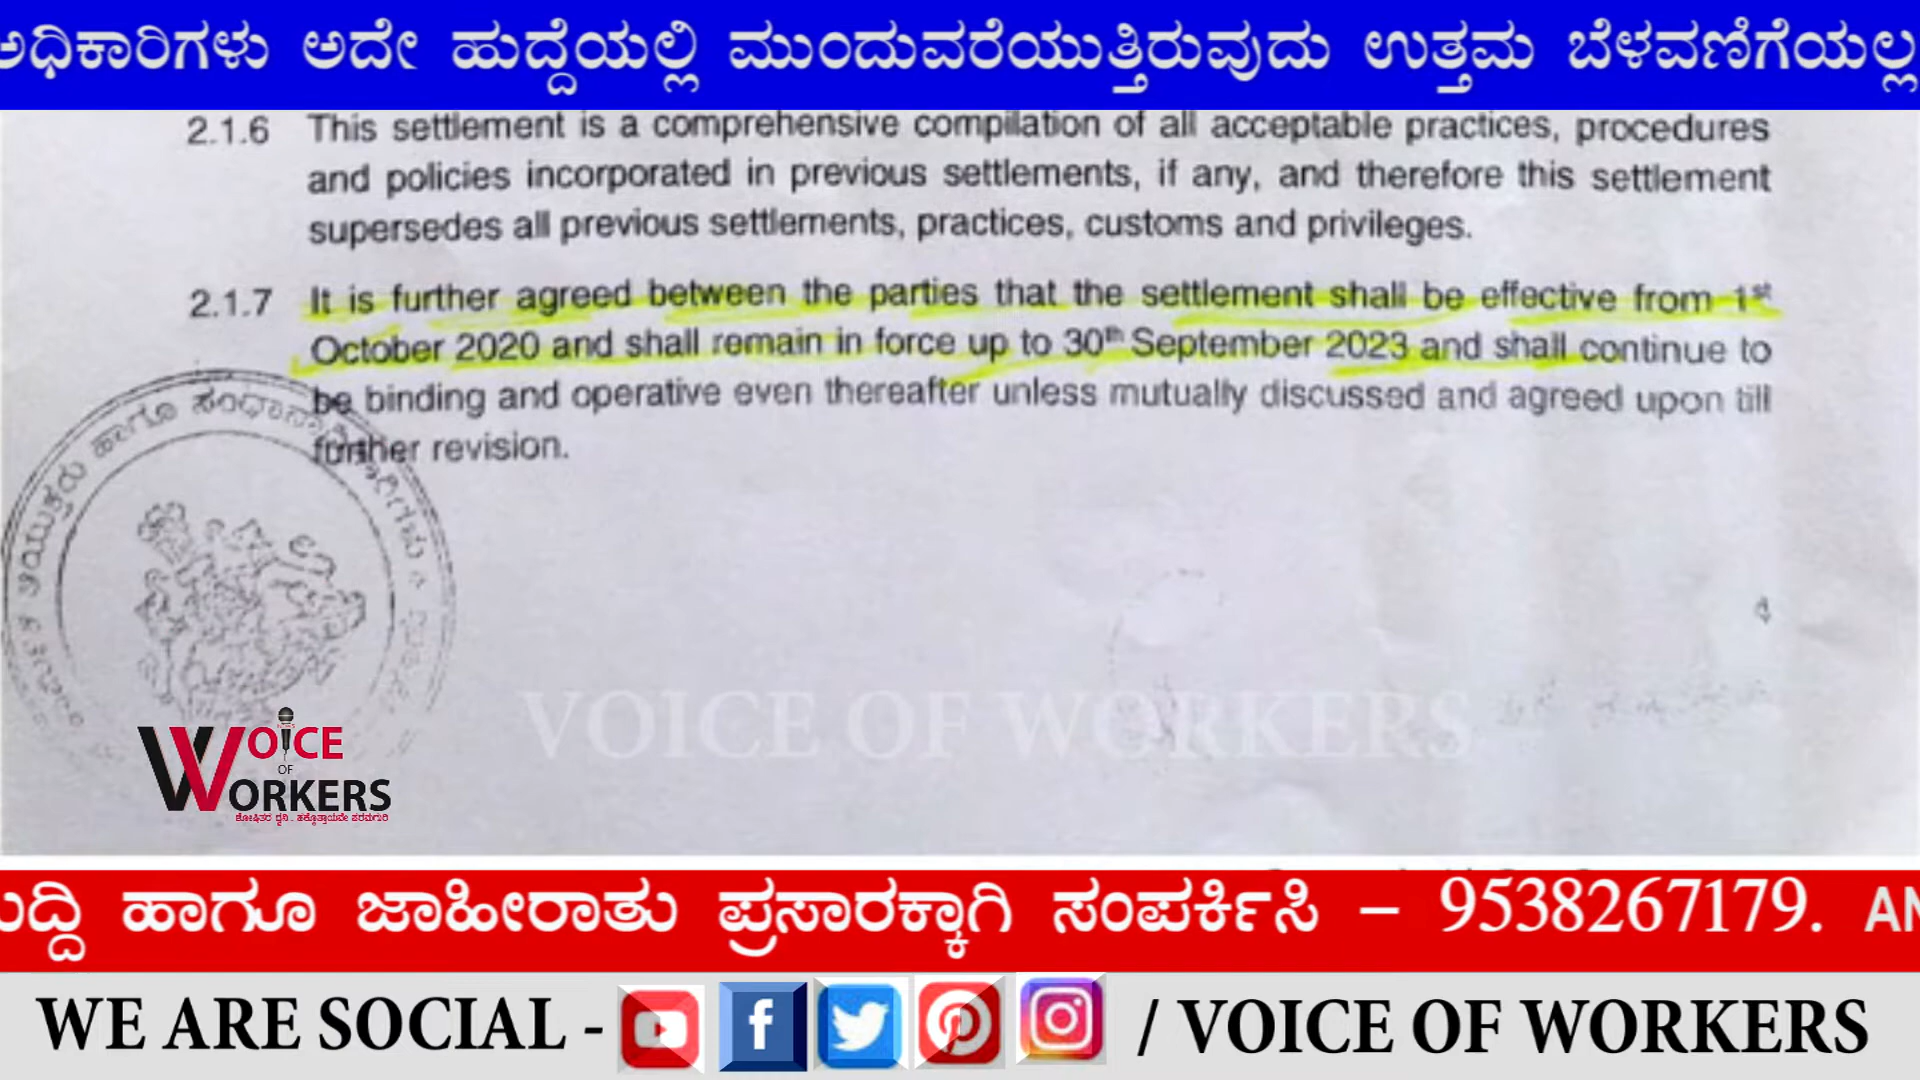 ಅಧಿಕಾರಿಗಳು ಅದೇ ಹುದ್ದೆಯಲ್ಲಿ ಮುಂದುವರೆಯುತ್ತಿರುವುದು ಉತ್ತಮ ಬೆಳವಣಿಗೆಯಲ್ಲ
2.1.6 This settlement is a comprehensive compilation of all acceptable practices, procedures
and policies incorporated in previous settlements, if any, and therefore this settlement
supersedes all previous settlements, practices, customs and privileges.
2.1.7 It is further agreed between the parties that the settlement shall be effective from 1st
October 2020 and shall remain in force up to 30th September 2023 and shall continue to
be binding and operative even thereafter unless mutually discussed and agreed upon till
further revision.
ಹಾಗೂ
VOICE OF WORKERS
VOICE
OF
WORKERS
ಹಾಗೂ ಜಾಹೀರಾತು ಪ್ರಸಾರಕ್ಕಾಗಿ ಸಂಪರ್ಕಿಸಿ – 9538267179. AN
WE ARE SOCIAL - / VOICE OF WORKERS